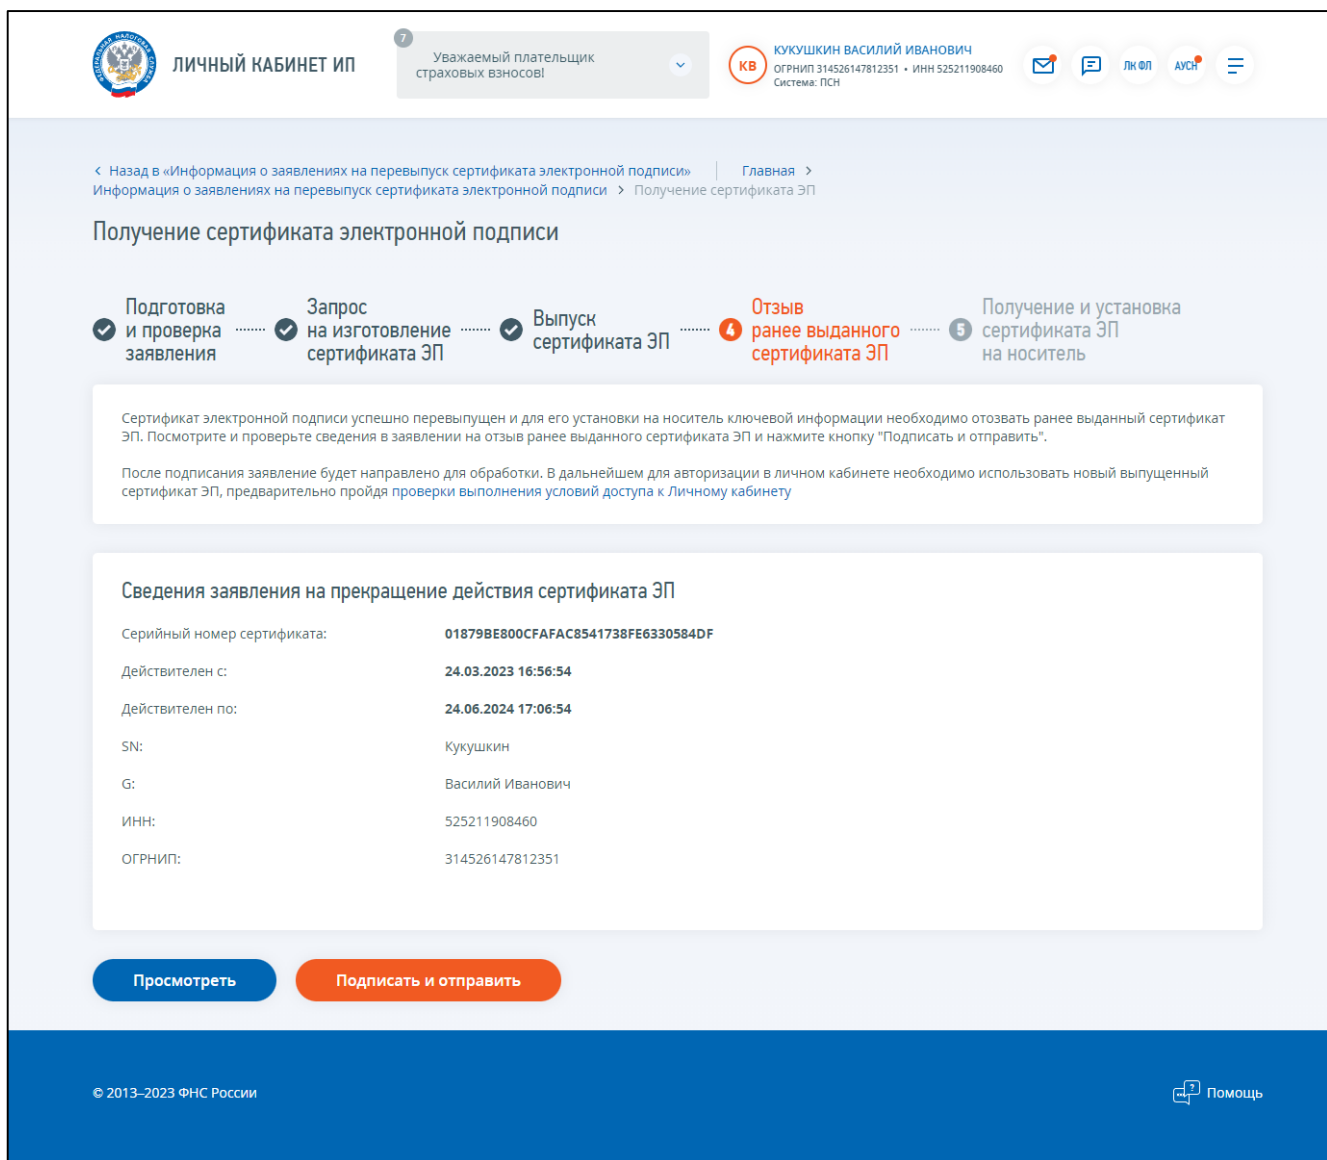 ФЕДЕРАЛЬНАЯ НАЛОГОВАЯ СЛУЖБА
ЛИЧНЫЙ КАБИНЕТ ИП
7
Уважаемый плательщик
страховых взносов!
КВ
КУКУШКИН ВАСИЛИЙ ИВАНОВИЧ
ОГРНИП 314526147812351 • ИНН 525211908460
Система: ПСН
ЛК ФЛ
АУСН
Назад в «Информация о заявлениях на перевыпуск сертификата электронной подписи»
Главная >
Информация о заявлениях на перевыпуск сертификата электронной подписи > Получение сертификата ЭП
Получение сертификата электронной подписи
Подготовка
и проверка
заявления
Запрос
на изготовление
сертификата ЭП
Выпуск
сертификата ЭП
4
Отзыв
ранее выданного
сертификата ЭП
5
Получение и установка
сертификата ЭП
на носитель
Сертификат электронной подписи успешно перевыпущен и для его установки на носитель ключевой информации необходимо отозвать ранее выданный сертификат
ЭП. Посмотрите и проверьте сведения в заявлении на отзыв ранее выданного сертификата ЭП и нажмите кнопку "Подписать и отправить".
После подписания заявление будет направлено для обработки. В дальнейшем для авторизации в личном кабинете необходимо использовать новый выпущенный
сертификат ЭП, предварительно пройдя проверки выполнения условий доступа к Личному кабинету
Сведения заявления на прекращение действия сертификата ЭП
Серийный номер сертификата: 01879BE800CFAFAC8541738FE6330584DF
Действителен с: 24.03.2023 16:56:54
Действителен по: 24.06.2024 17:06:54
SN: Кукушкин
G: Василий Иванович
ИНН: 525211908460
ОГРНИП: 314526147812351
Просмотреть
Подписать и отправить
© 2013–2023 ФНС России
Помощь